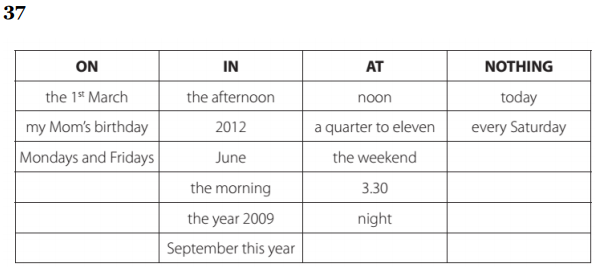 37
ON IN AT NOTHING
the 1st March the afternoon noon today
my Mom's birthday 2012 a quarter to eleven every Saturday
Mondays and Fridays June the weekend
the morning 3.30
the year 2009 night
September this year